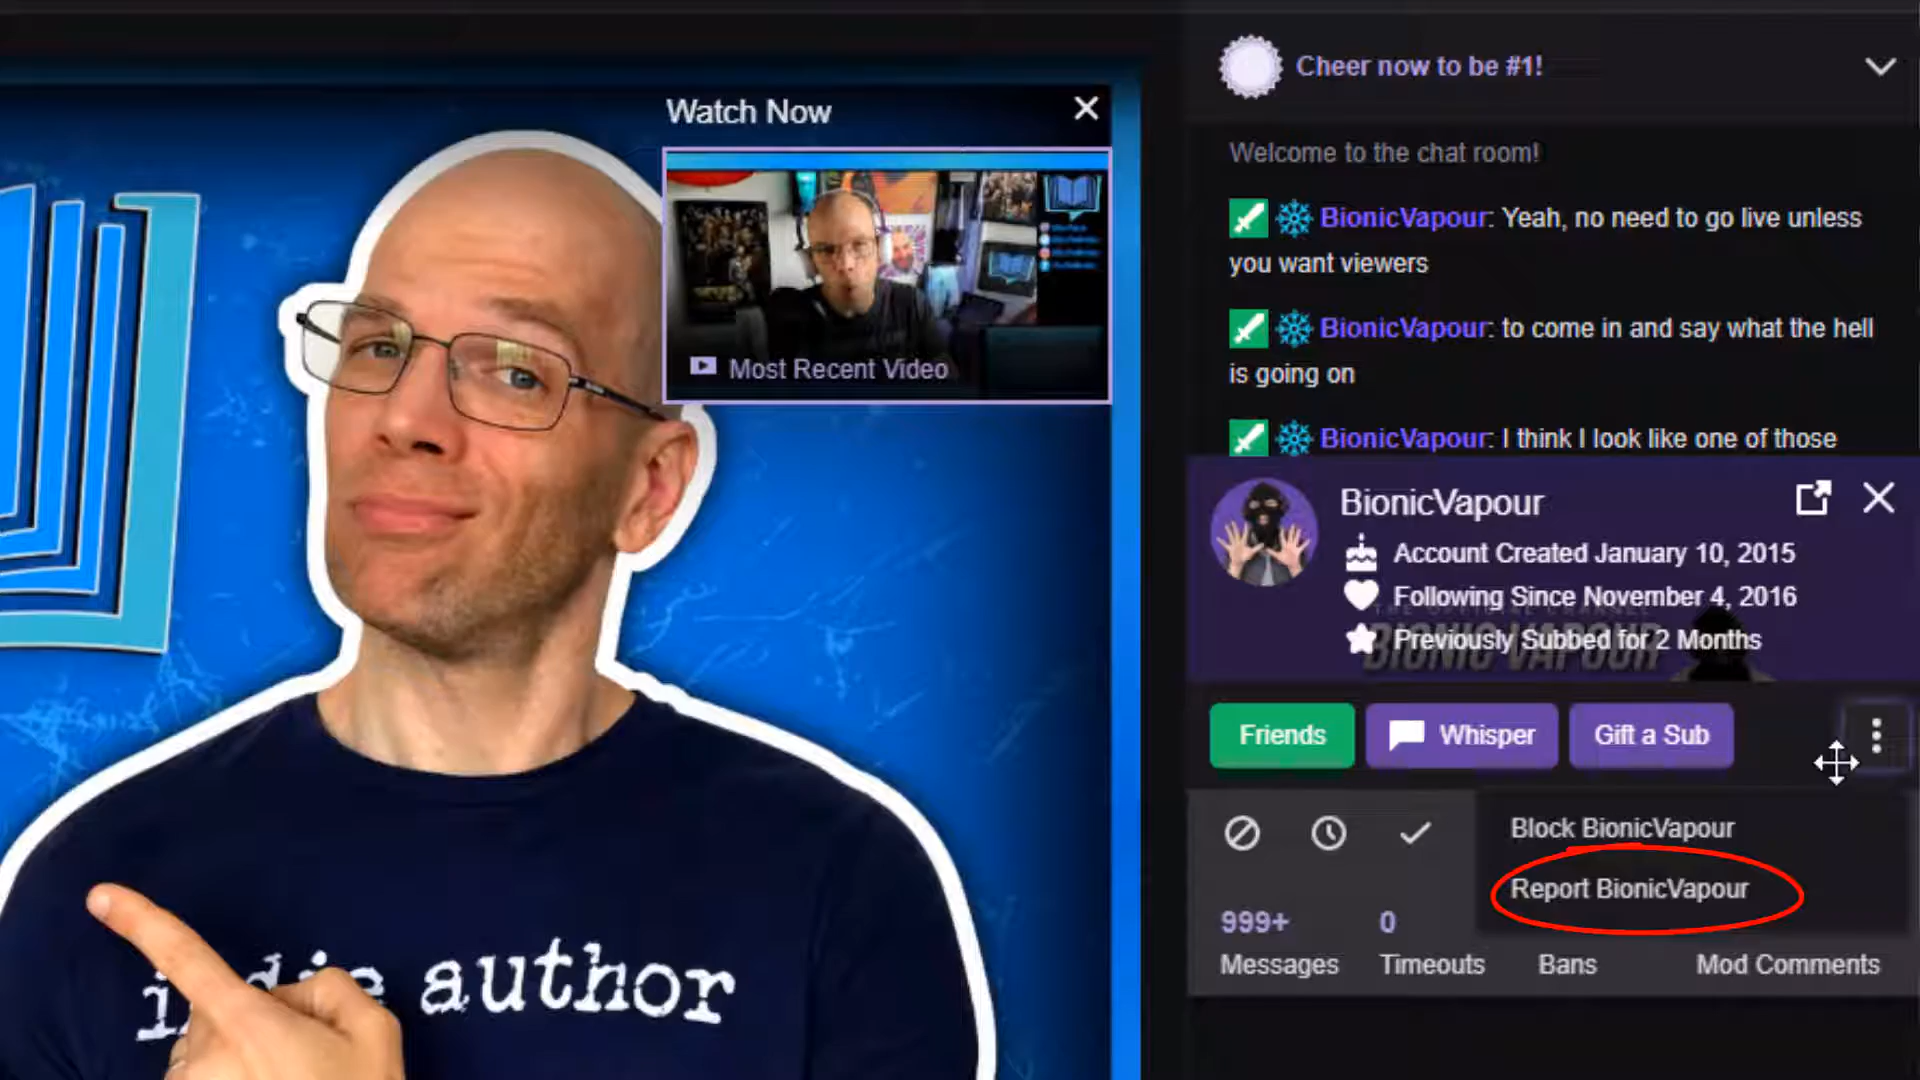 Watch Now
Most Recent Video
author
Cheer now to be #1!
Welcome to the chat room!
BionicVapour: Yeah, no need to go live unless
you want viewers
BionicVapour: to come in and say what the hell
is going on
BionicVapour: I think I look like one of those
BionicVapour
Account Created January 10, 2015
Following Since November 4, 2016
Previously Subbed for 2 Months
BIONIC VAPOUR
Friends
Whisper
Gift a Sub
Block BionicVapour
Report BionicVapour
999+
0
Messages
Timeouts
Bans
Mod Comments